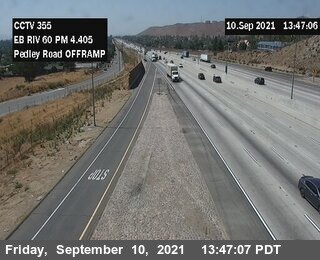 CCTV 355
EB RIV 60 PM 4.405
Pedley Road OFFRAMP
10.Sep 2021 13:47:06
STOP
Friday, September 10, 2021 13:47:07 PDT